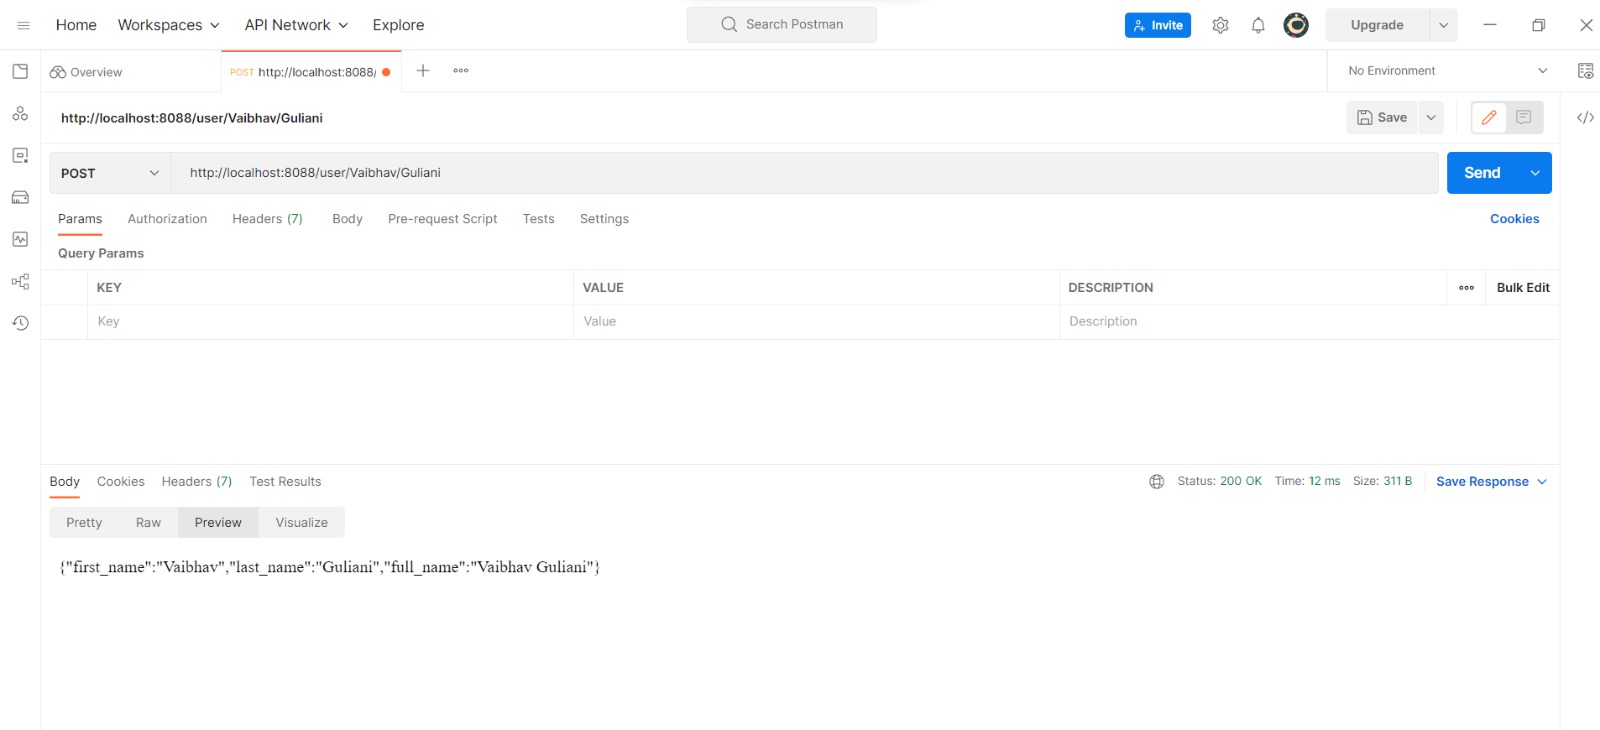 Home Workspaces API Network Explore Search Postman Invite Upgrade
Overview POST http://localhost:8088/ No Environment
http://localhost:8088/user/Vaibhav/Guliani Save
POST http://localhost:8088/user/Vaibhav/Guliani Send
Params Authorization Headers (7) Body Pre-request Script Tests Settings Cookies
Query Params
KEY VALUE DESCRIPTION Bulk Edit
Key Value Description
Body Cookies Headers (7) Test Results Status: 200 OK Time: 12 ms Size: 311 B Save Response
Pretty Raw Preview Visualize
{"first_name":"Vaibhav","last_name":"Guliani","full_name":"Vaibhav Guliani"}